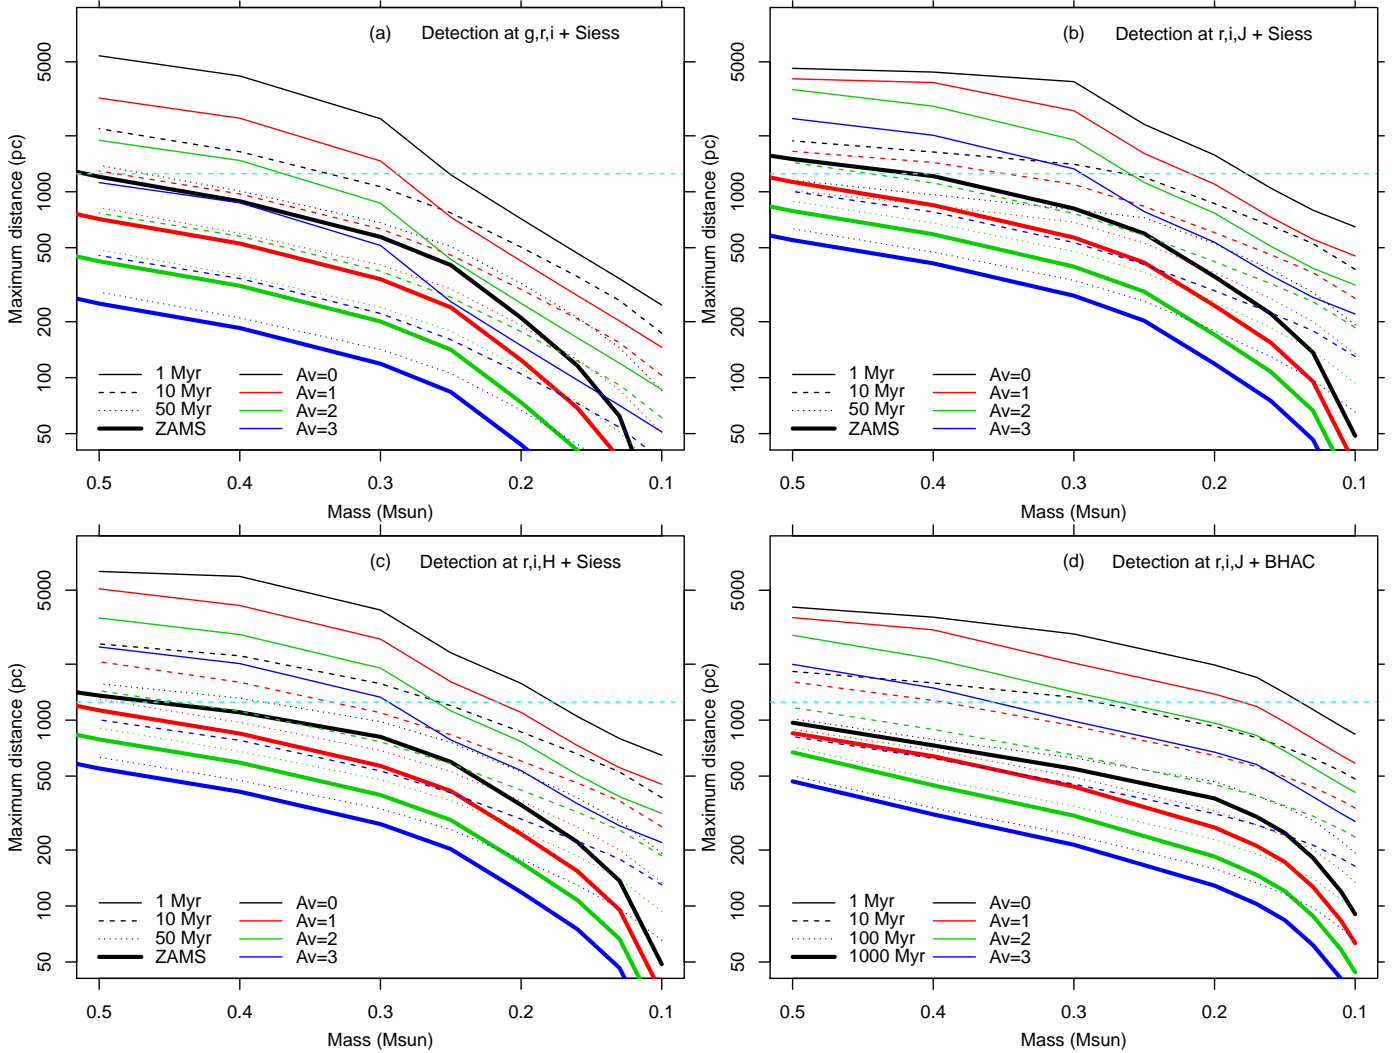 (a) Detection at g,r,i + Siess
Maximum distance (pc)
5000
1000
500
200
100
50
1 Myr
10 Myr
50 Myr
ZAMS
Av=0
Av=1
Av=2
Av=3
0.5 0.4 0.3 0.2 0.1
Mass (Msun)
(b) Detection at r,i,J + Siess
Maximum distance (pc)
5000
1000
500
200
100
50
1 Myr
10 Myr
50 Myr
ZAMS
Av=0
Av=1
Av=2
Av=3
0.5 0.4 0.3 0.2 0.1
Mass (Msun)
(c) Detection at r,i,H + Siess
Maximum distance (pc)
5000
1000
500
200
100
50
1 Myr
10 Myr
50 Myr
ZAMS
Av=0
Av=1
Av=2
Av=3
0.5 0.4 0.3 0.2 0.1
Mass (Msun)
(d) Detection at r,i,J + BHAC
Maximum distance (pc)
5000
1000
500
200
100
50
1 Myr
10 Myr
100 Myr
1000 Myr
Av=0
Av=1
Av=2
Av=3
0.5 0.4 0.3 0.2 0.1
Mass (Msun)